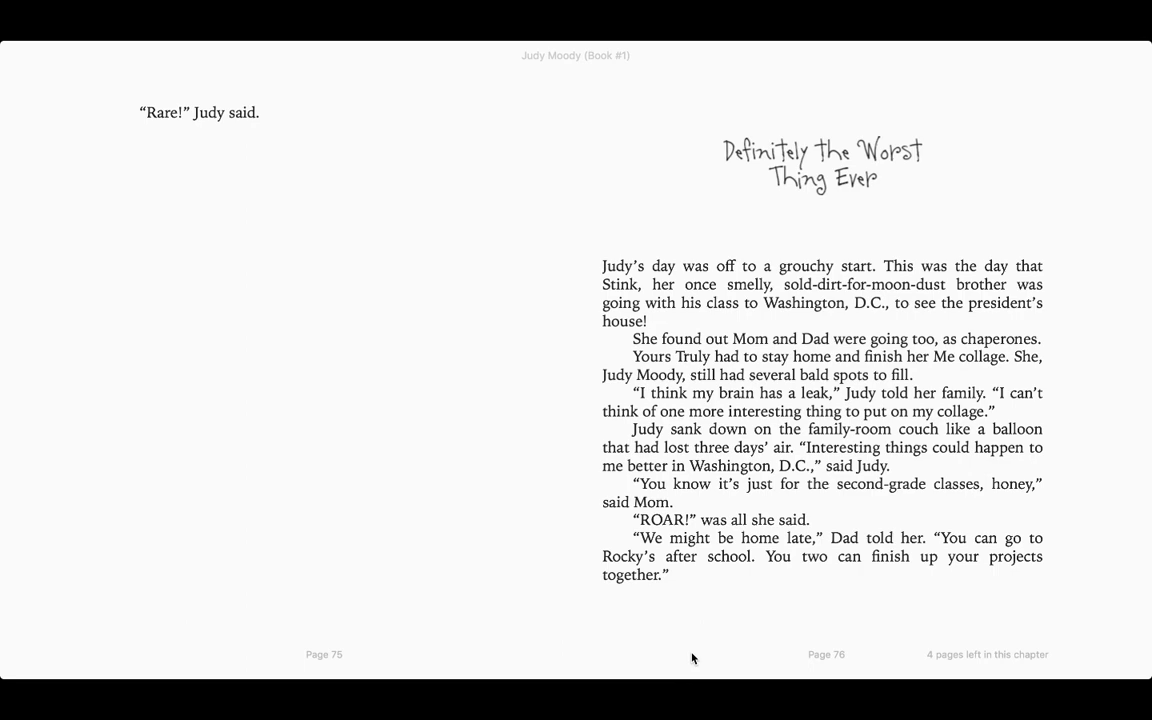 Judy Moody (Book #1)
“Rare!” Judy said.
Definitely the Worst
Thing Ever
Judy’s day was off to a grouchy start. This was the day that
Stink, her once smelly, sold-dirt-for-moon-dust brother was
going with his class to Washington, D.C., to see the president’s
house!
She found out Mom and Dad were going too, as chaperones.
Yours Truly had to stay home and finish her Me collage. She,
Judy Moody, still had several bald spots to fill.
“I think my brain has a leak,” Judy told her family. “I can’t
think of one more interesting thing to put on my collage.”
Judy sank down on the family-room couch like a balloon
that had lost three days’ air. “Interesting things could happen to
me better in Washington, D.C.,” said Judy.
“You know it’s just for the second-grade classes, honey,”
said Mom.
“ROAR!” was all she said.
“We might be home late,” Dad told her. “You can go to
Rocky’s after school. You two can finish up your projects
together.”
Page 75
Page 76
4 pages left in this chapter